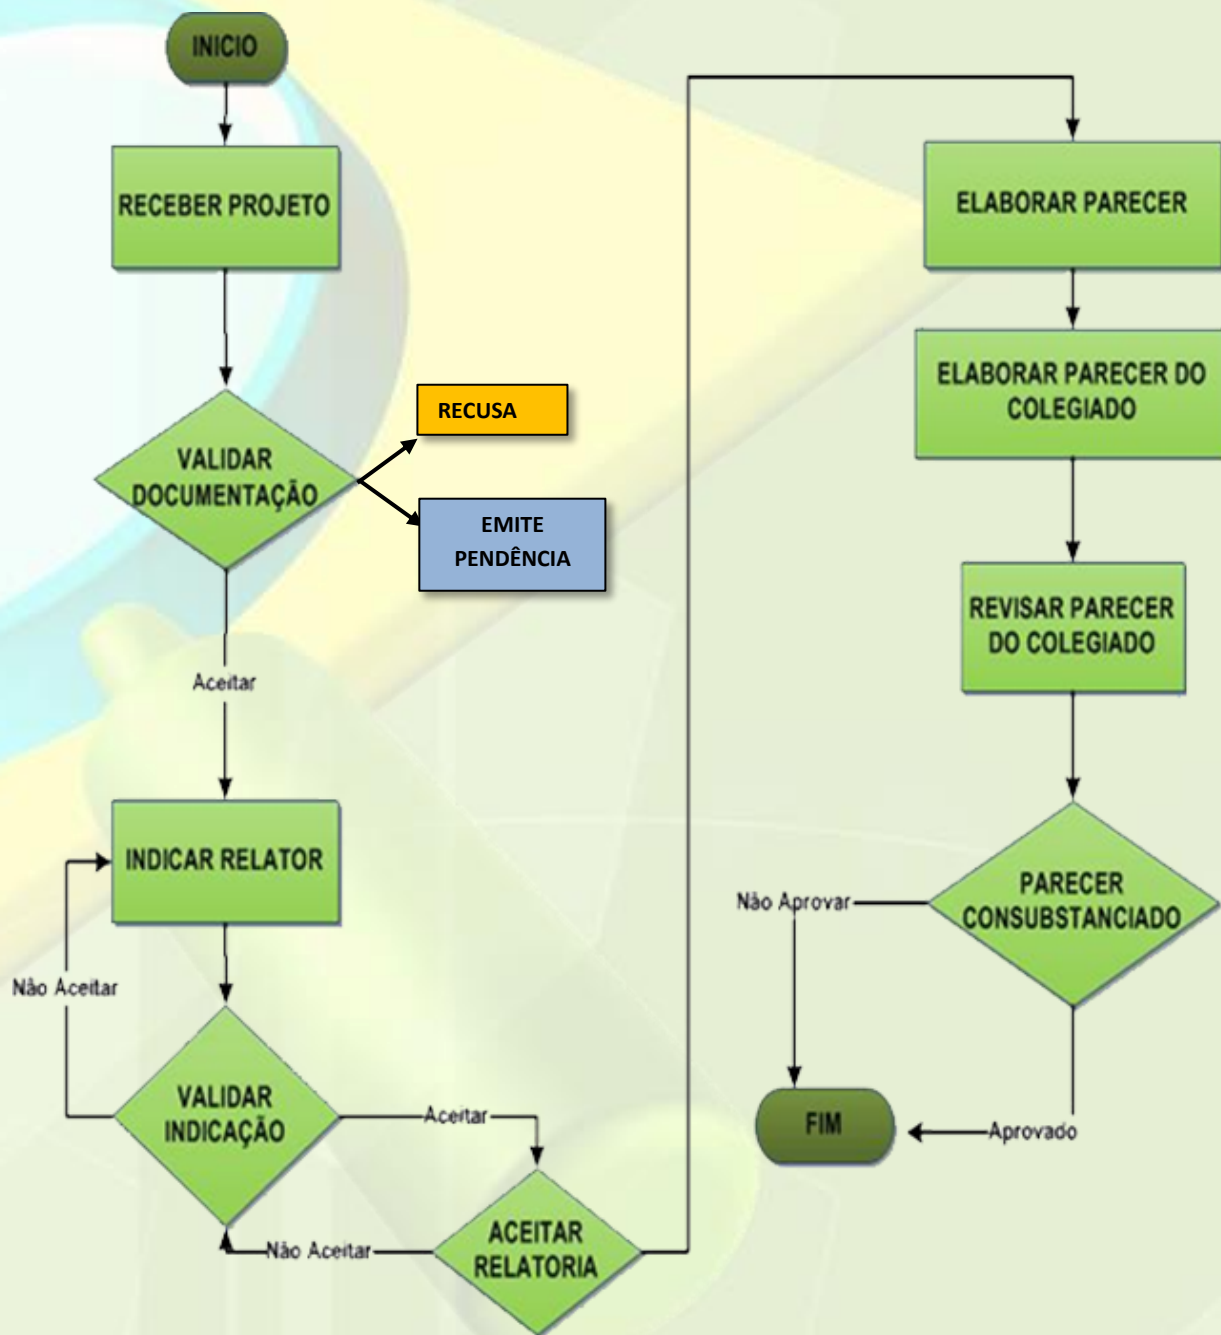 INICIO
RECEBER PROJETO
VALIDAR
DOCUMENTAÇÃO
RECUSA
EMITE
PENDÊNCIA
Aceitar
INDICAR RELATOR
Não Aceitar
VALIDAR
INDICAÇÃO
Aceitar
ACEITAR
RELATORIA
Não Aceitar
ELABORAR PARECER
ELABORAR PARECER DO
COLEGIADO
REVISAR PARECER
DO COLEGIADO
PARECER
CONSUBSTANCIADO
Não Aprovar
Aprovado
FIM